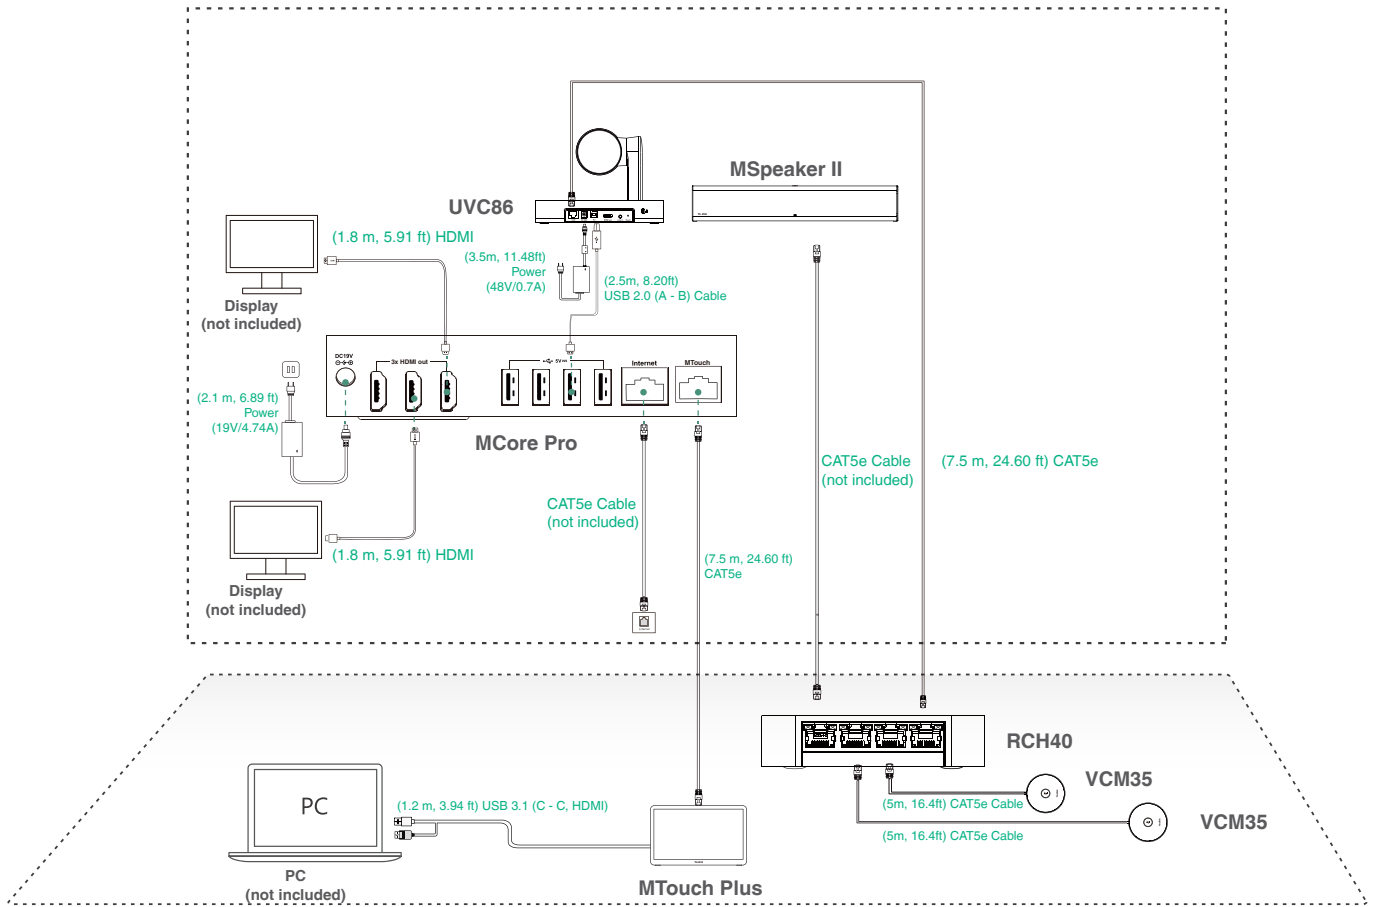 MSpeaker II
UVC86
(1.8 m, 5.91 ft) HDMI
(3.5m, 11.48ft)
Power
(48V/0.7A)
(2.5m, 8.20ft)
USB 2.0 (A - B) Cable
Display
(not included)
DC19V
3x HDMI out
5V
Internet
MTouch
(2.1 m, 6.89 ft)
Power
(19V/4.74A)
MCore Pro
CAT5e Cable
(not included)
(7.5 m, 24.60 ft) CAT5e
CAT5e Cable
(not included)
(1.8 m, 5.91 ft) HDMI
(7.5 m, 24.60 ft)
CAT5e
Display
(not included)
RCH40
VCM35
PC
(1.2 m, 3.94 ft) USB 3.1 (C - C, HDMI)
(5m, 16.4ft) CAT5e Cable
VCM35
(5m, 16.4ft) CAT5e Cable
PC
(not included)
MTouch Plus